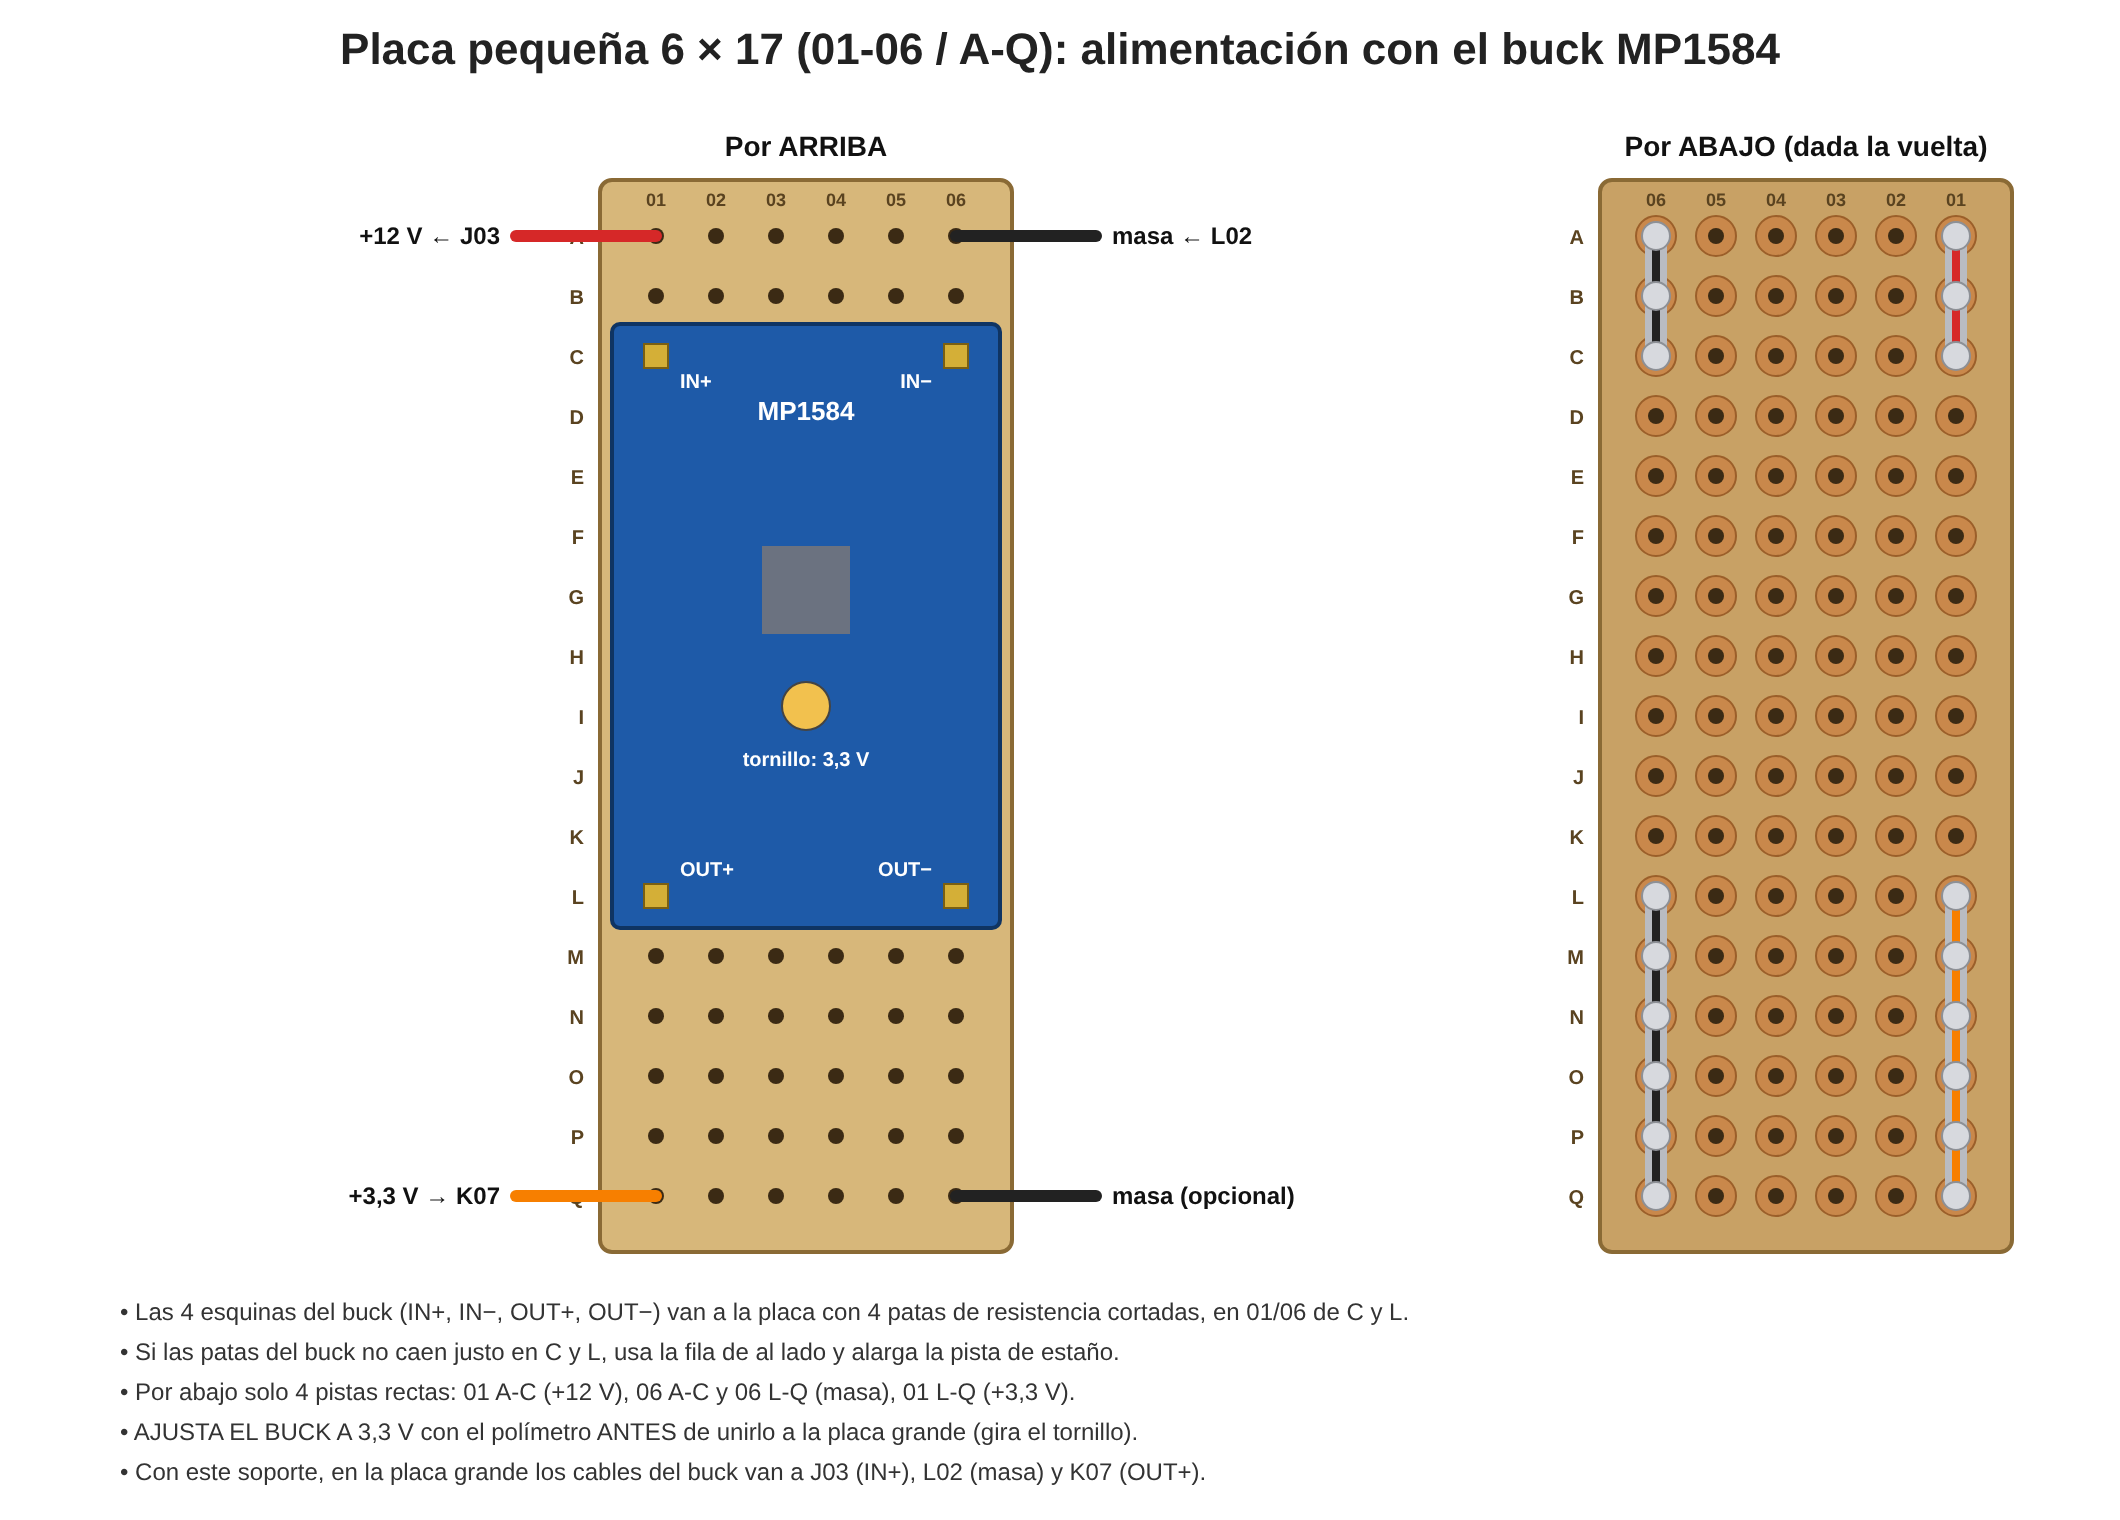 Placa pequeña 6 × 17 (01-06 / A-Q): alimentación con el buck MP1584
Por ARRIBA
01 02 03 04 05 06
+12 V ← J03
masa ← L02
B
C
D
E
F
G
H
I
J
K
L
M
N
O
P
IN+ IN−
MP1584
tornillo: 3,3 V
OUT+ OUT−
+3,3 V → K07
masa (opcional)
Por ABAJO (dada la vuelta)
06 05 04 03 02 01
A
B
C
D
E
F
G
H
I
J
K
L
M
N
O
P
Q
• Las 4 esquinas del buck (IN+, IN−, OUT+, OUT−) van a la placa con 4 patas de resistencia cortadas, en 01/06 de C y L.
• Si las patas del buck no caen justo en C y L, usa la fila de al lado y alarga la pista de estaño.
• Por abajo solo 4 pistas rectas: 01 A-C (+12 V), 06 A-C y 06 L-Q (masa), 01 L-Q (+3,3 V).
• AJUSTA EL BUCK A 3,3 V con el polímetro ANTES de unirlo a la placa grande (gira el tornillo).
• Con este soporte, en la placa grande los cables del buck van a J03 (IN+), L02 (masa) y K07 (OUT+).